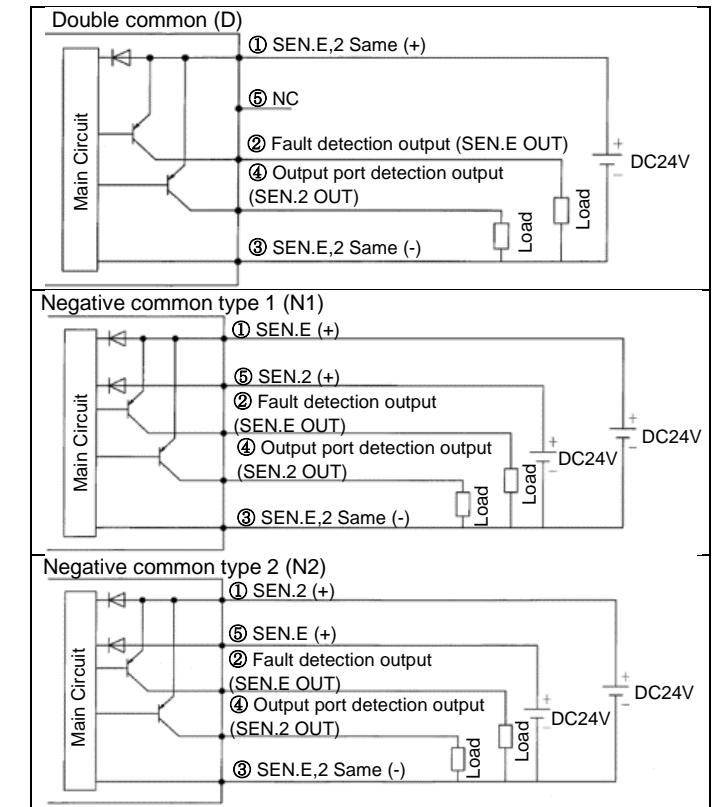 Double common (D)
① SEN.E,2 Same (+)
⑤ NC
② Fault detection output (SEN.E OUT)
④ Output port detection output
(SEN.2 OUT)
③ SEN.E,2 Same (-)
Main Circuit
Load
Load
+
DC24V
−
Negative common type 1 (N1)
① SEN.E (+)
⑤ SEN.2 (+)
② Fault detection output
(SEN.E OUT)
④ Output port detection output
(SEN.2 OUT)
③ SEN.E,2 Same (-)
Main Circuit
Load
Load
+
DC24V
−
+
DC24V
−
Negative common type 2 (N2)
① SEN.2 (+)
⑤ SEN.E (+)
② Fault detection output
(SEN.E OUT)
④ Output port detection output
(SEN.2 OUT)
③ SEN.E,2 Same (-)
Main Circuit
Load
Load
+
DC24V
−
+
DC24V
−